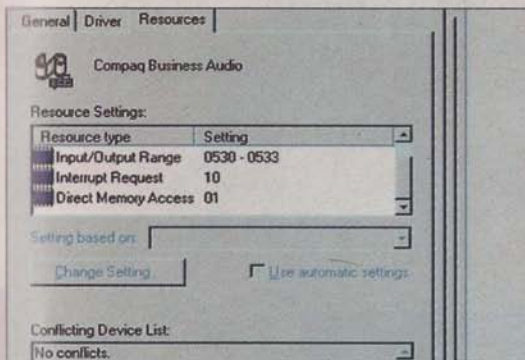 General Driver Resources
Compaq Business Audio
Resource Settings:
Resource type Setting
Input/Output Range 0530 - 0533
Interrupt Request 10
Direct Memory Access 01
Setting based on:
Change Setting... Use automatic settings
Conflicting Device List:
No conflicts.